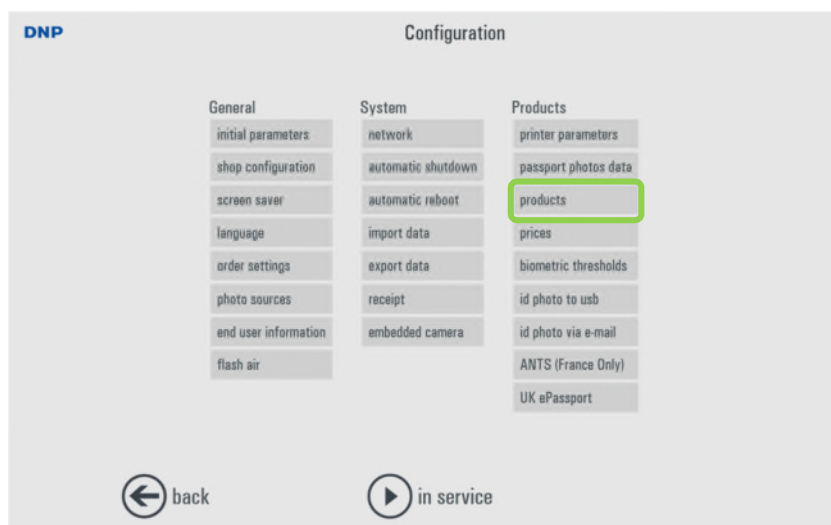 DNP
Configuration
General
initial parameters
shop configuration
screen saver
language
order settings
photo sources
end user information
flash air
System
network
automatic shutdown
automatic reboot
import data
export data
receipt
embedded camera
Products
printer parameters
passport photos data
products
prices
biometric thresholds
id photo to usb
id photo via e-mail
ANTS (France Only)
UK ePassport
back
in service